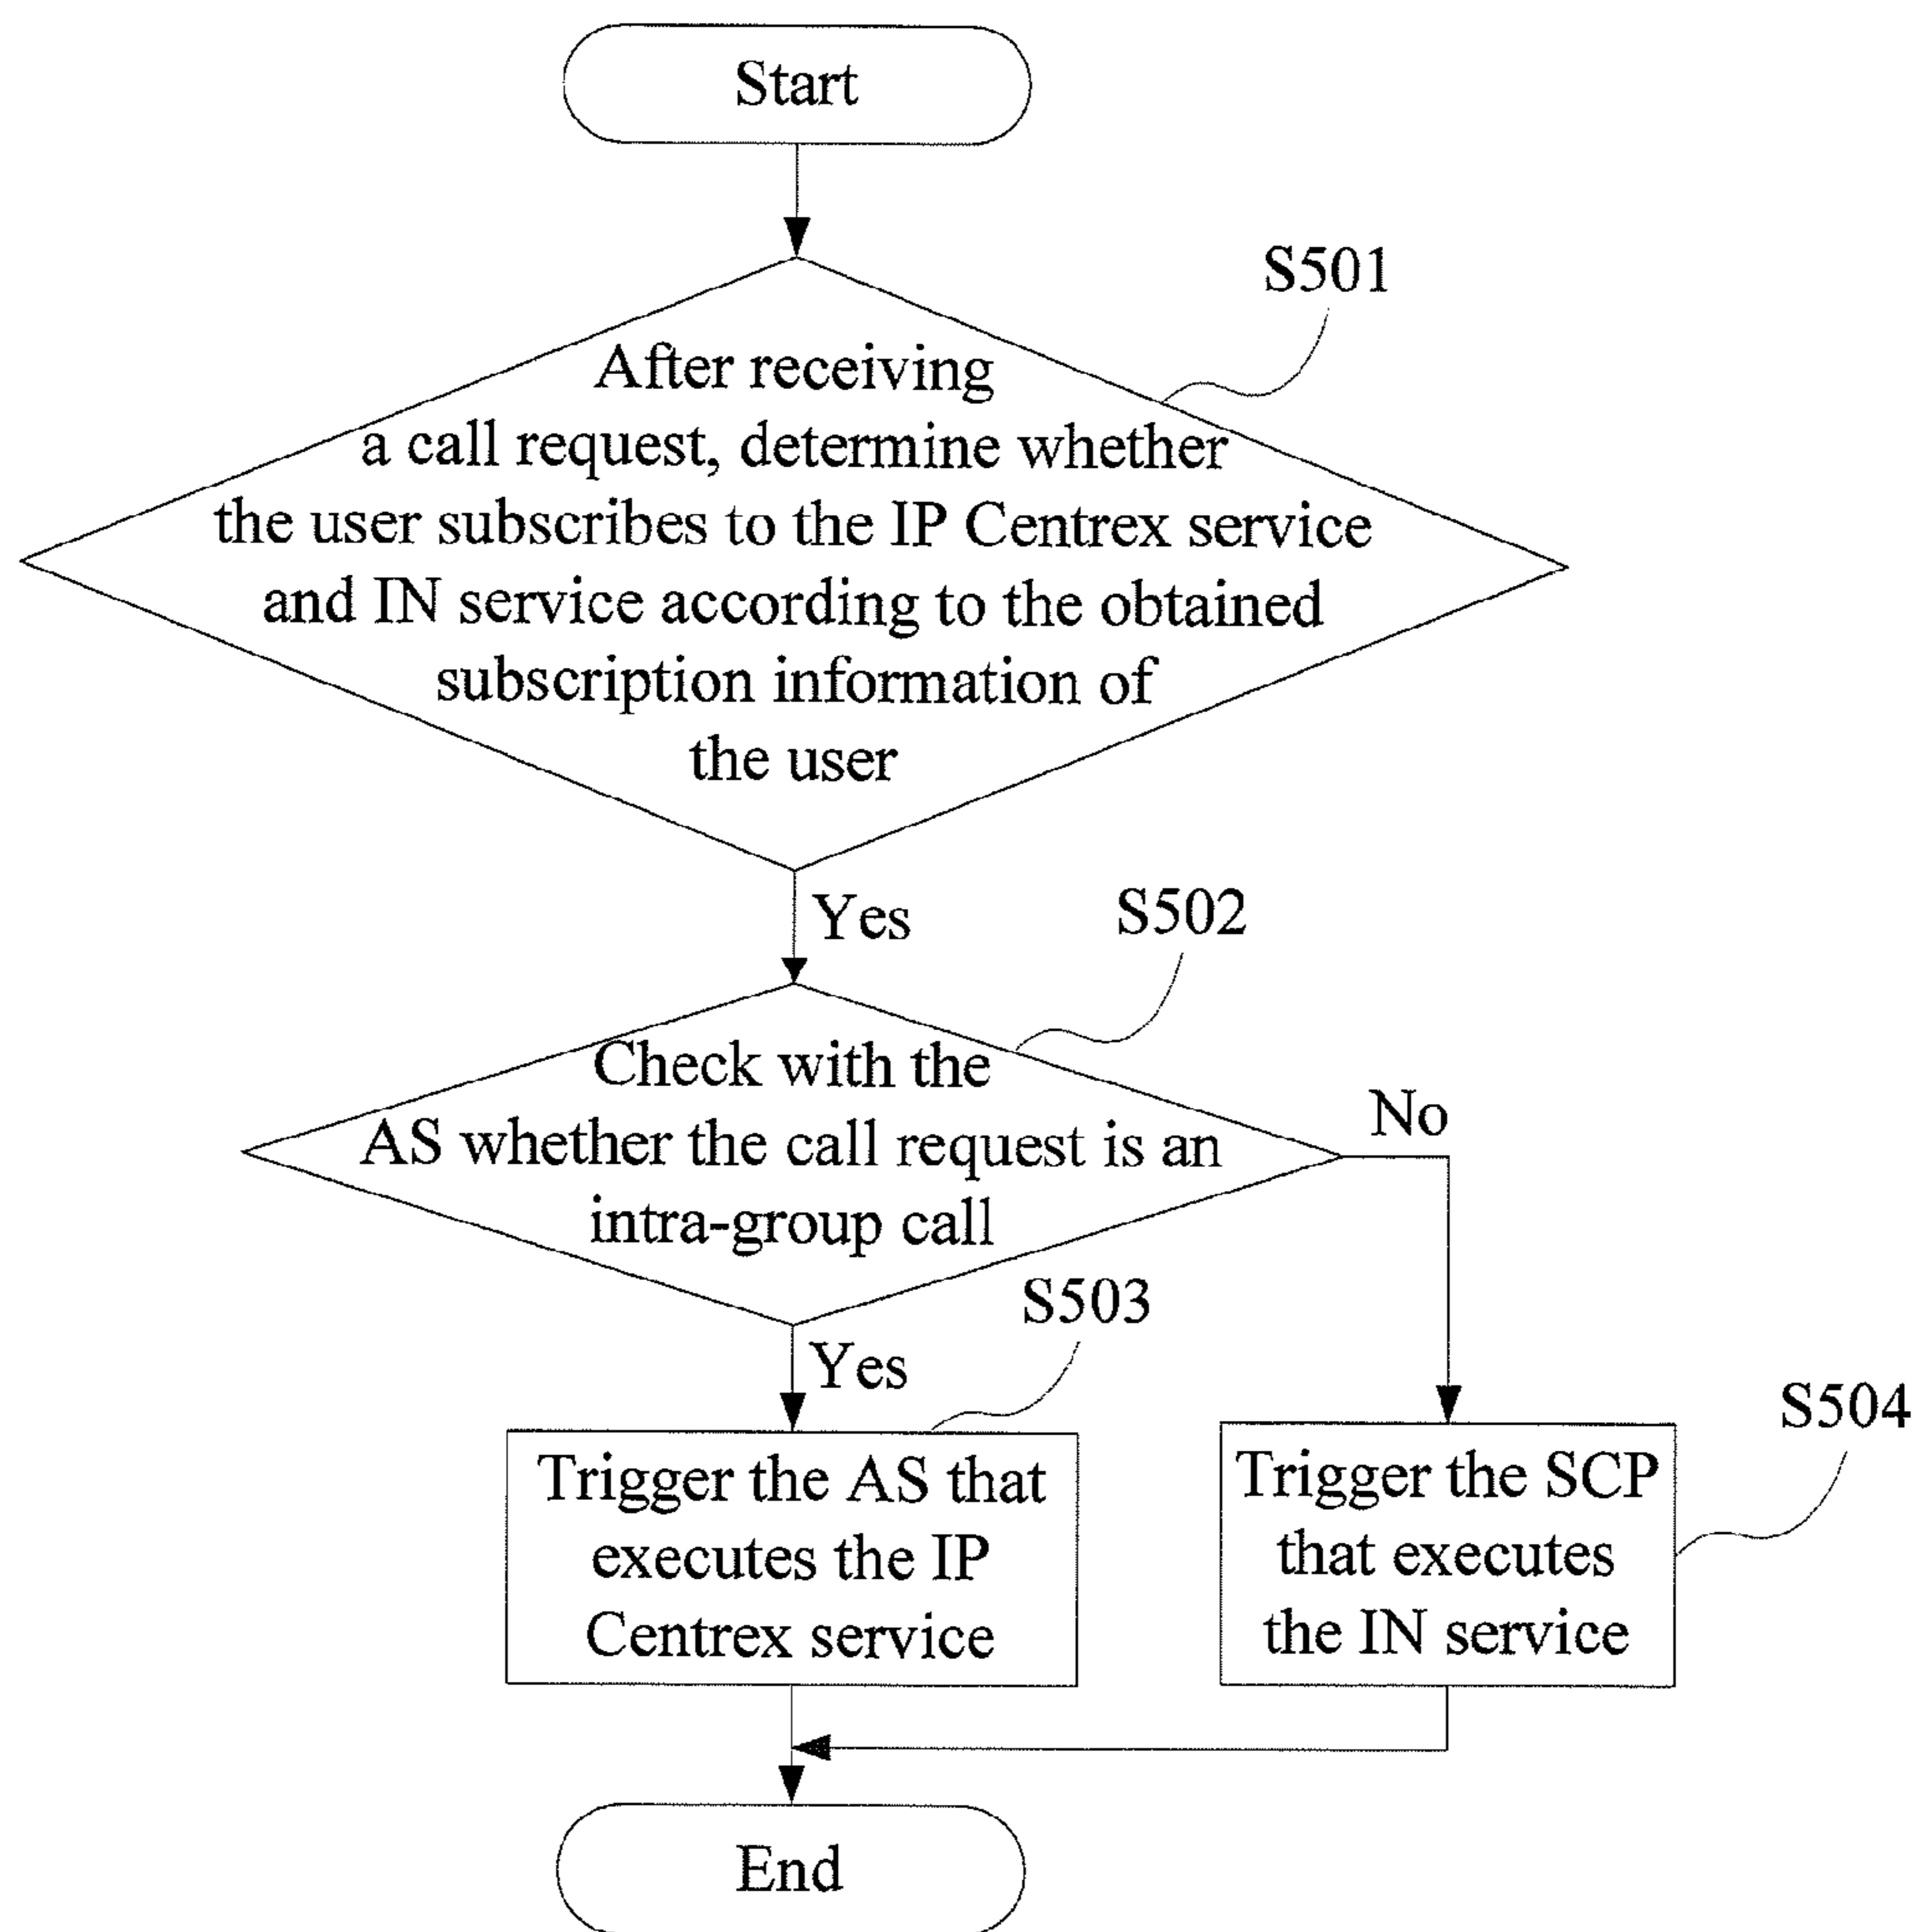 Start
S501
After receiving
a call request, determine whether
the user subscribes to the IP Centrex service
and IN service according to the obtained
subscription information of
the user
Yes
S502
Check with the
AS whether the call request is an
intra-group call
No
Yes
S503
Trigger the AS that
executes the IP
Centrex service
S504
Trigger the SCP
that executes
the IN service
End